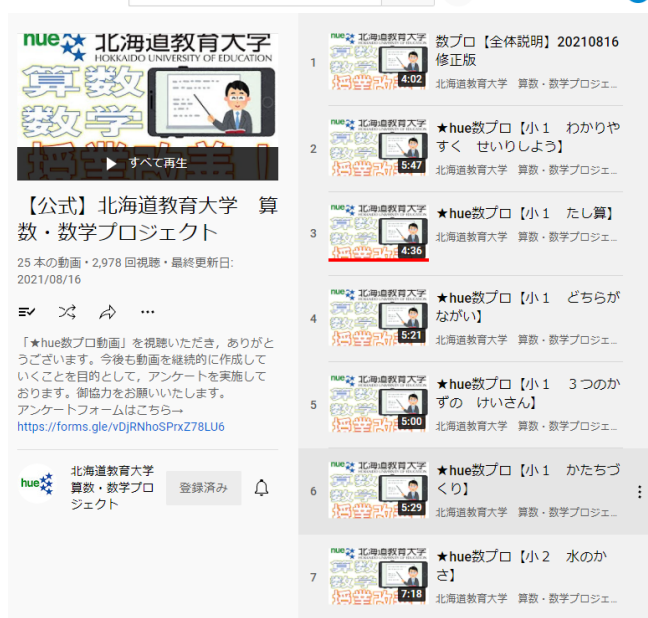 nue 北海道教育大学
HOKKAIDO UNIVERSITY OF EDUCATION
算数
数学
授業改善！
すべて再生
【公式】北海道教育大学　算
数・数学プロジェクト
25 本の動画・2,978 回視聴・最終更新日:
2021/08/16
「★hue数プロ動画」を視聴いただき，ありがと
うございます。今後も動画を継続的に作成して
いくことを目的として，アンケートを実施して
おります。御協力をお願いいたします。
アンケートフォームはこちら→
https://forms.gle/vDjRNhoSPrxZ78LU6
hue
北海道教育大学
算数・数学プロ
ジェクト
登録済み
1
4:02
数プロ【全体説明】20210816
修正版
北海道教育大学　算数・数学プロジェ...
2
5:47
★hue数プロ【小１　わかりや
すく　せいりしよう】
北海道教育大学　算数・数学プロジェ...
3
4:36
★hue数プロ【小１　たし算】
北海道教育大学　算数・数学プロジェ...
4
5:21
★hue数プロ【小１　どちらが
ながい】
北海道教育大学　算数・数学プロジェ...
5
5:00
★hue数プロ【小１　３つのか
ずの　けいさん】
北海道教育大学　算数・数学プロジェ...
6
5:29
★hue数プロ【小１　かたちづ
くり】
北海道教育大学　算数・数学プロジェ...
7
7:18
★hue数プロ【小２　水のか
さ】
北海道教育大学　算数・数学プロジェ...